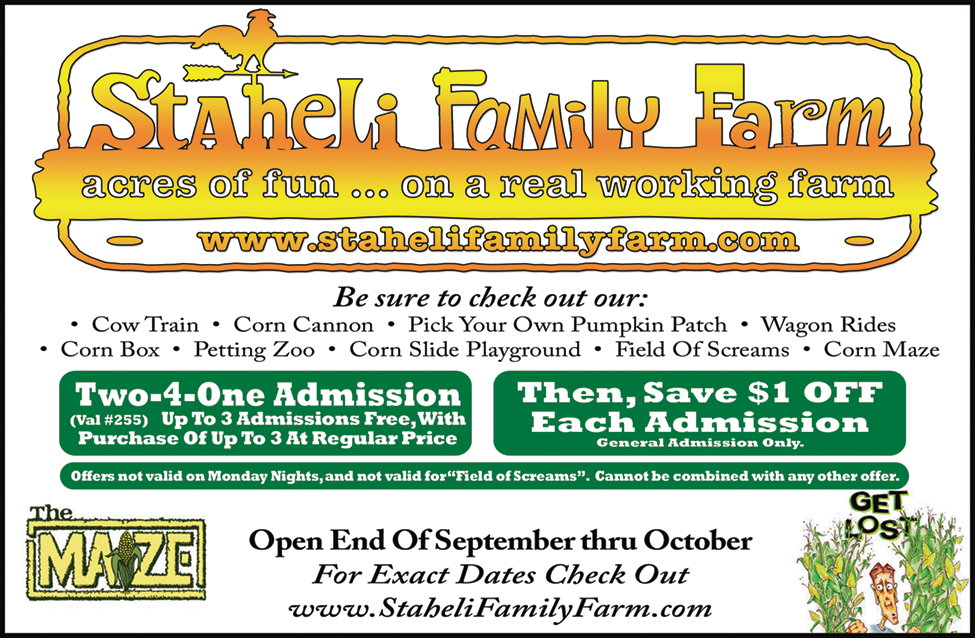 Staheli Family Farm
acres of fun ... on a real working farm
www.stahelifamilyfarm.com
Be sure to check out our:
• Cow Train • Corn Cannon • Pick Your Own Pumpkin Patch • Wagon Rides
• Corn Box • Petting Zoo • Corn Slide Playground • Field Of Screams • Corn Maze
Two-4-One Admission
(Val #255) Up To 3 Admissions Free, With
Purchase Of Up To 3 At Regular Price
Then, Save $1 OFF
Each Admission
General Admission Only.
Offers not valid on Monday Nights, and not valid for "Field of Screams". Cannot be combined with any other offer.
The
MAZE
Open End Of September thru October
For Exact Dates Check Out
www.StaheliFamilyFarm.com
GET
LOST